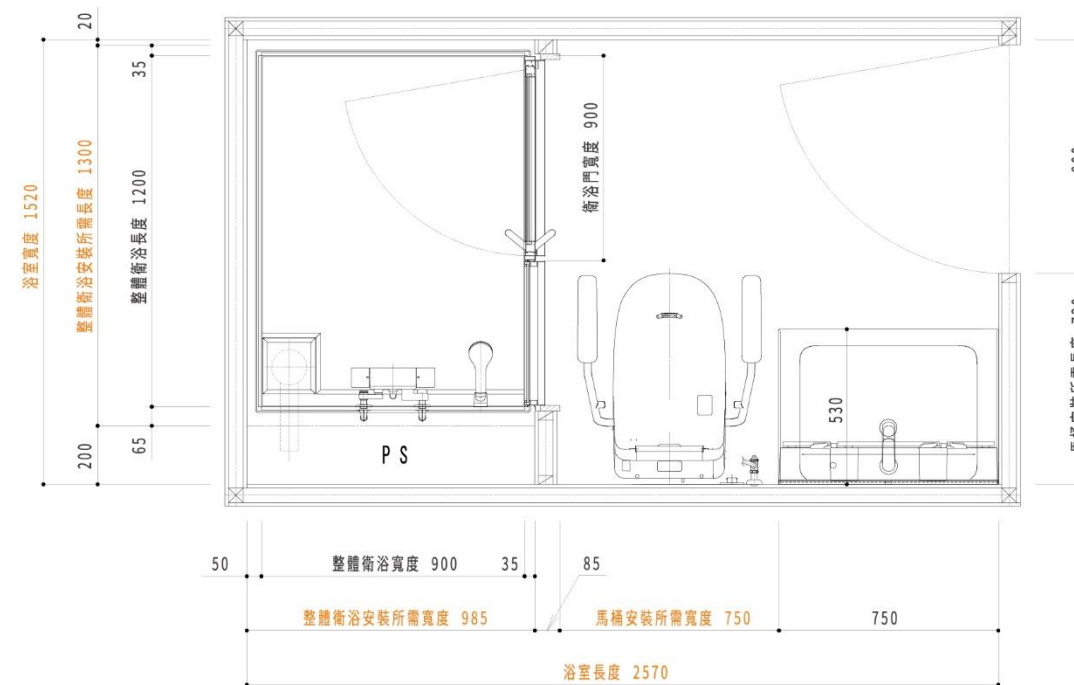 20
35
浴室寬度 1520
整體衛浴安裝所需長度 1300
整體衛浴長度 1200
衛浴門寬度 900
530
200
65
PS
50
整體衛浴寬度 900
35
85
整體衛浴安裝所需寬度 985
馬桶安裝所需寬度 750
750
浴室長度 2570